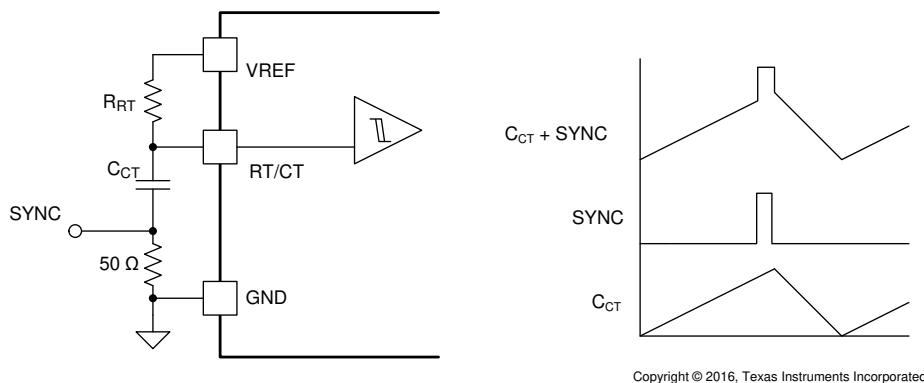 VREF
R_RT
C_CT
RT/CT
SYNC
50 Ω
GND
C_CT + SYNC
SYNC
C_CT
Copyright © 2016, Texas Instruments Incorporated